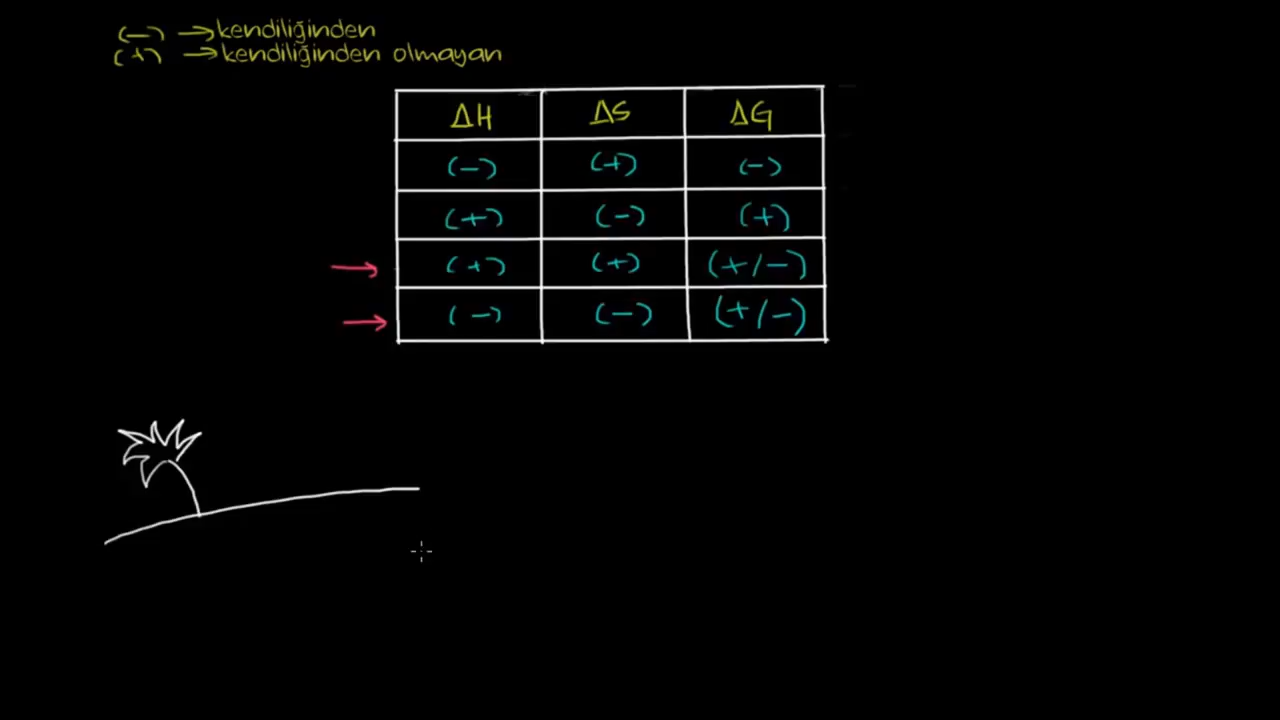 (−) → kendiliğinden
(+) → kendiliğinden olmayan
ΔH ΔS ΔG
(−) (+) (−)
(+) (−) (+)
→ (+) (+) (+/−)
→ (−) (−) (+/−)